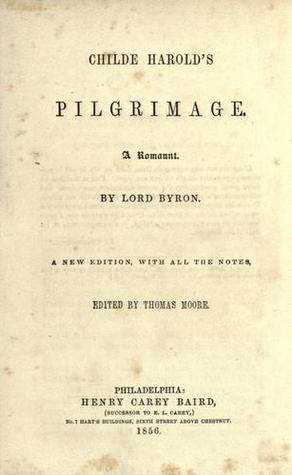 CHILDE HAROLD'S
PILGRIMAGE.
A Romaunt.
BY LORD BYRON.
A NEW EDITION, WITH ALL THE NOTES,
EDITED BY THOMAS MOORE.
PHILADELPHIA:
HENRY CAREY BAIRD,
(SUCCESSOR TO E. L. CAREY,)
No. 7 HART'S BUILDINGS, SIXTH STREET ABOVE CHESTNUT.
1856.